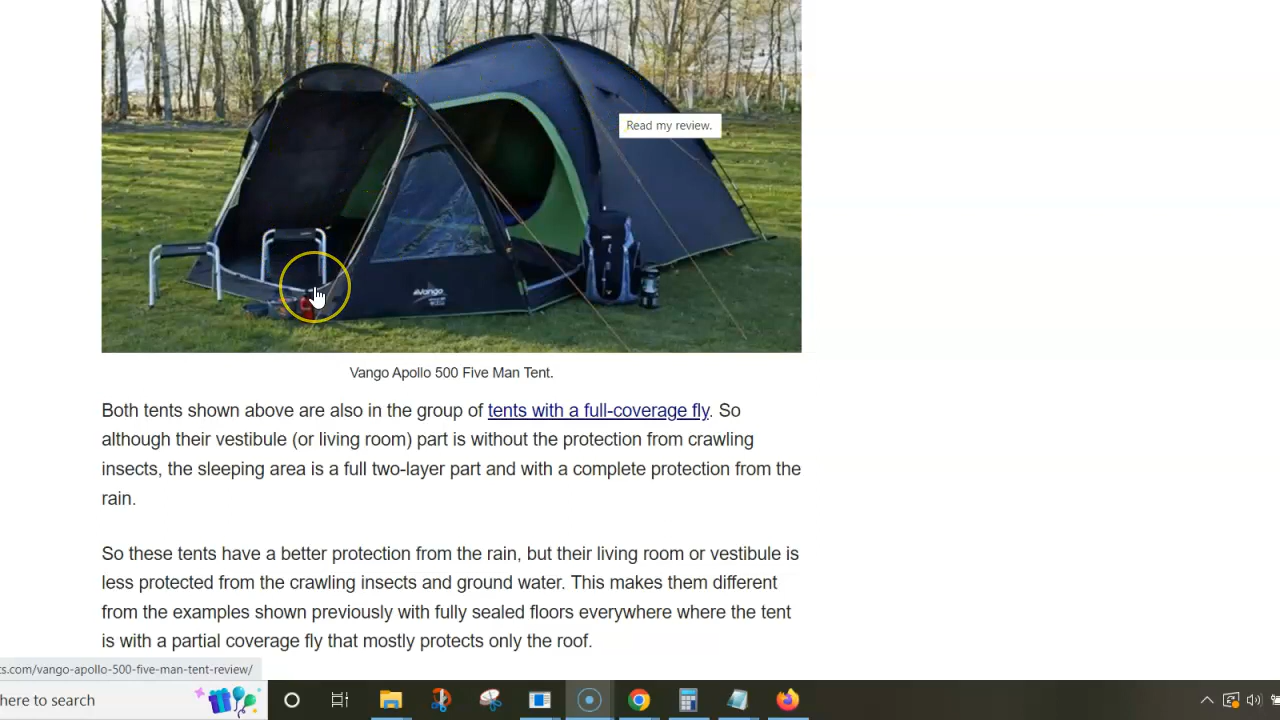 Read my review.
Vango
Vango Apollo 500 Five Man Tent.
Both tents shown above are also in the group of tents with a full-coverage fly. So
although their vestibule (or living room) part is without the protection from crawling
insects, the sleeping area is a full two-layer part and with a complete protection from the
rain.
So these tents have a better protection from the rain, but their living room or vestibule is
less protected from the crawling insects and ground water. This makes them different
from the examples shown previously with fully sealed floors everywhere where the tent
is with a partial coverage fly that mostly protects only the roof.
ts.com/vango-apollo-500-five-man-tent-review/
here to search